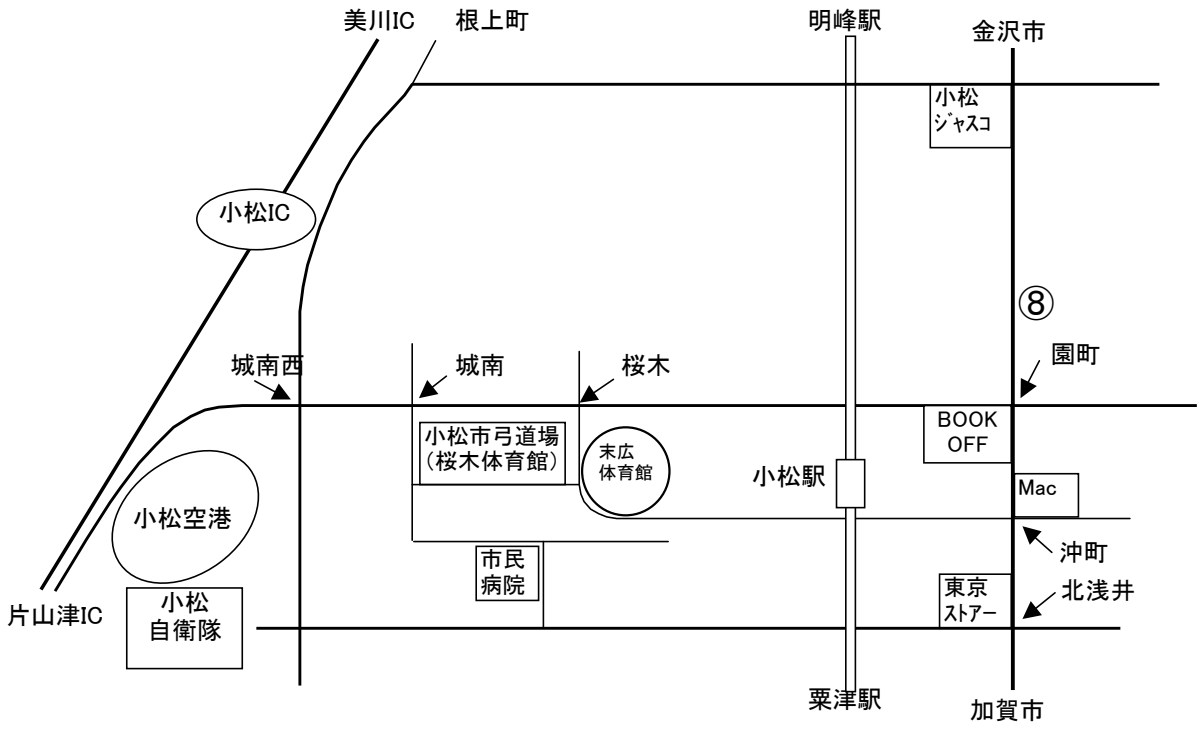 美川IC
根上町
明峰駅
金沢市
小松
ｼﾞｬｽｺ
小松IC
⑧
園町
城南西
城南
桜木
BOOK
OFF
小松市弓道場
(桜木体育館)
末広
体育館
小松駅
Mac
小松空港
沖町
市民
病院
東京
ｽﾄｱｰ
北浅井
片山津IC
小松
自衛隊
粟津駅
加賀市